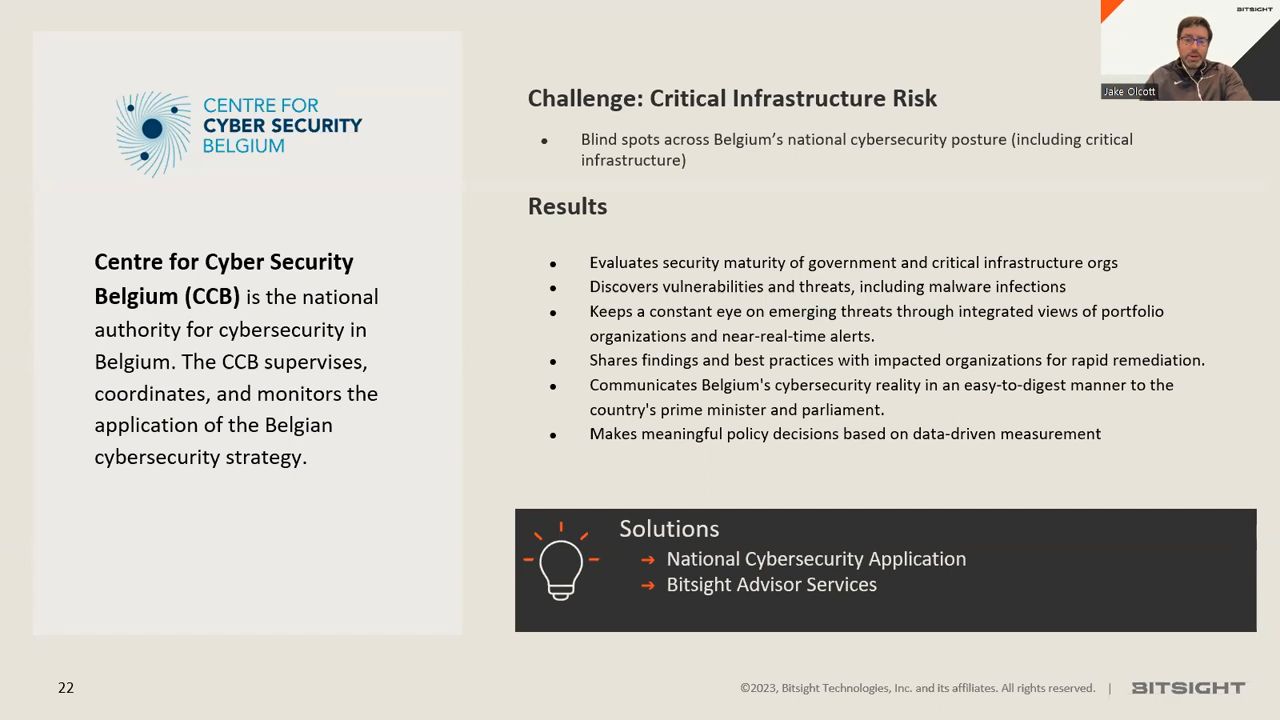 BITSIGHT
Jake Olcott
CENTRE FOR
CYBER SECURITY
BELGIUM
Centre for Cyber Security
Belgium (CCB) is the national
authority for cybersecurity in
Belgium. The CCB supervises,
coordinates, and monitors the
application of the Belgian
cybersecurity strategy.
Challenge: Critical Infrastructure Risk
● Blind spots across Belgium’s national cybersecurity posture (including critical
infrastructure)
Results
● Evaluates security maturity of government and critical infrastructure orgs
● Discovers vulnerabilities and threats, including malware infections
● Keeps a constant eye on emerging threats through integrated views of portfolio
organizations and near-real-time alerts.
● Shares findings and best practices with impacted organizations for rapid remediation.
● Communicates Belgium's cybersecurity reality in an easy-to-digest manner to the
country's prime minister and parliament.
● Makes meaningful policy decisions based on data-driven measurement
Solutions
➔ National Cybersecurity Application
➔ Bitsight Advisor Services
22
©2023, Bitsight Technologies, Inc. and its affiliates. All rights reserved. | BITSIGHT